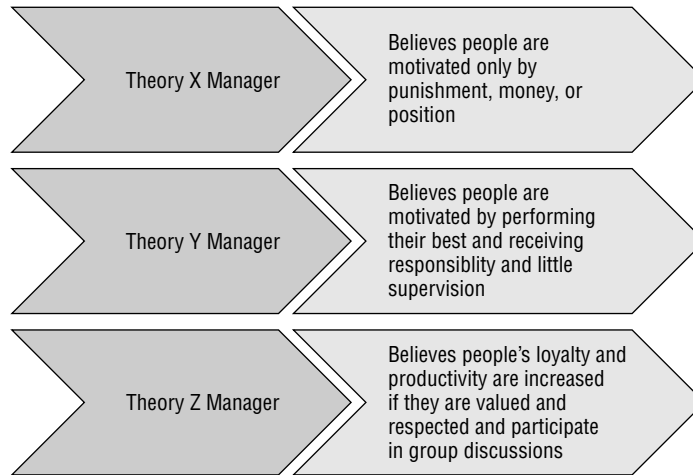 Theory X Manager
Believes people are
motivated only by
punishment, money, or
position
Theory Y Manager
Believes people are
motivated by performing
their best and receiving
responsiblity and little
supervision
Theory Z Manager
Believes people’s loyalty and
productivity are increased
if they are valued and
respected and participate
in group discussions